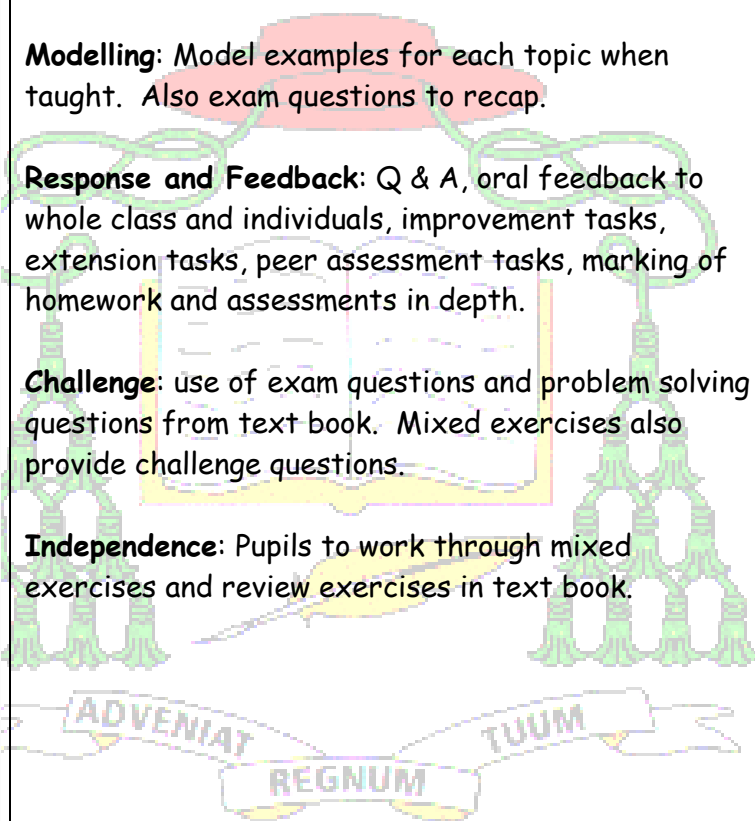 Modelling: Model examples for each topic when
taught.  Also exam questions to recap.
Response and Feedback: Q & A, oral feedback to
whole class and individuals, improvement tasks,
extension tasks, peer assessment tasks, marking of
homework and assessments in depth.
Challenge: use of exam questions and problem solving
questions from text book.  Mixed exercises also
provide challenge questions.
Independence: Pupils to work through mixed
exercises and review exercises in text book.
ADVENIAT
REGNUM
TUUM